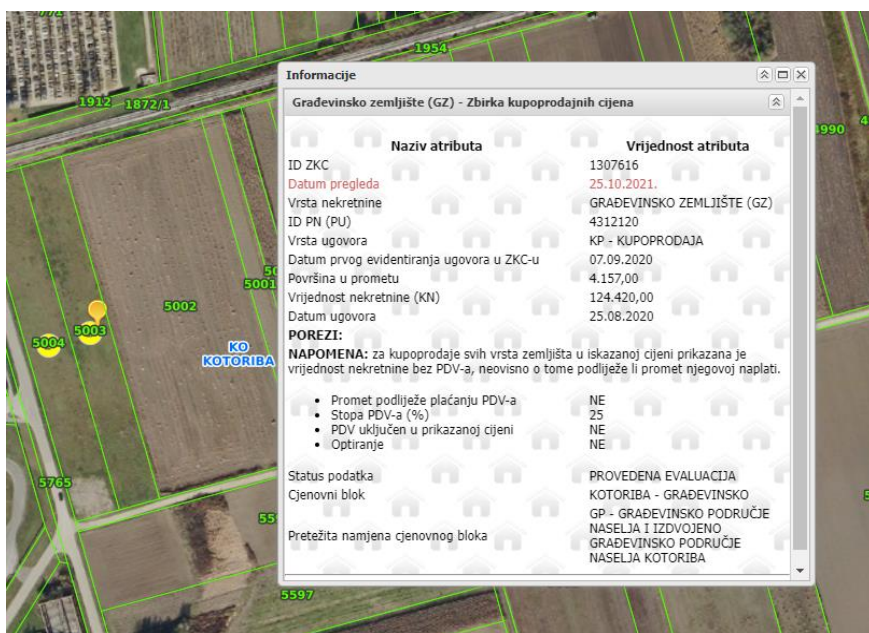 771
1954
1912
1872/1
4990
5002
5001
5003
5004
KO
KOTORIBA
5765
5597
Informacije
Građevinsko zemljište (GZ) - Zbirka kupoprodajnih cijena
Naziv atributa Vrijednost atributa
ID ZKC 1307616
Datum pregleda 25.10.2021.
Vrsta nekretnine GRAĐEVINSKO ZEMLJIŠTE (GZ)
ID PN (PU) 4312120
Vrsta ugovora KP - KUPOPRODAJA
Datum prvog evidentiranja ugovora u ZKC-u 07.09.2020
Površina u prometu 4.157,00
Vrijednost nekretnine (KN) 124.420,00
Datum ugovora 25.08.2020
POREZI:
NAPOMENA: za kupoprodaje svih vrsta zemljišta u iskazanoj cijeni prikazana je
vrijednost nekretnine bez PDV-a, neovisno o tome podliježe li promet njegovoj naplati.
• Promet podliježe plaćanju PDV-a NE
• Stopa PDV-a (%) 25
• PDV uključen u prikazanoj cijeni NE
• Optiranje NE
Status podatka PROVEDENA EVALUACIJA
Cjenovni blok KOTORIBA - GRAĐEVINSKO
Pretežita namjena cjenovnog bloka GP - GRAĐEVINSKO PODRUČJE
NASELJA I IZDVOJENO
GRAĐEVINSKO PODRUČJE
NASELJA KOTORIBA